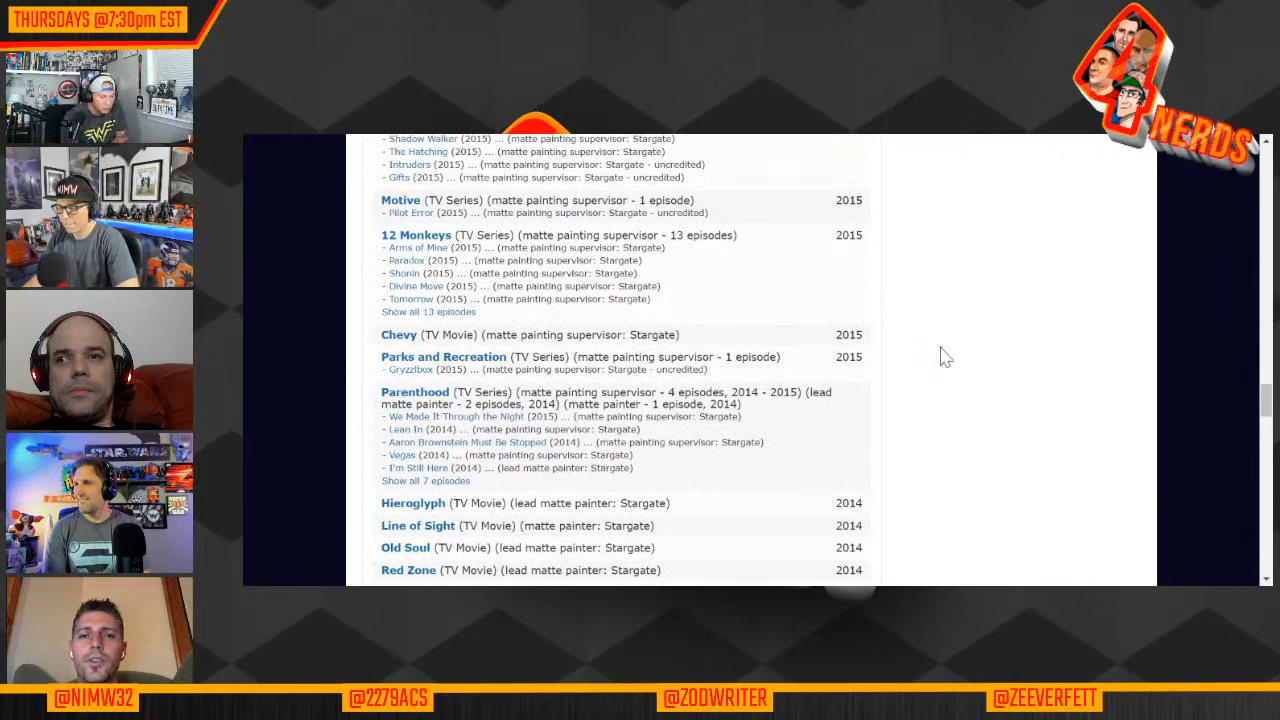 THURSDAYS @7:30pm EST
4
NERDS
- Shadow Walker (2015) ... (matte painting supervisor: Stargate)
- The Hatching (2015) ... (matte painting supervisor: Stargate)
- Intruders (2015) ... (matte painting supervisor: Stargate - uncredited)
- Gifts (2015) ... (matte painting supervisor: Stargate - uncredited)
Motive (TV Series) (matte painting supervisor - 1 episode) 2015
- Pilot Error (2015) ... (matte painting supervisor: Stargate - uncredited)
12 Monkeys (TV Series) (matte painting supervisor - 13 episodes) 2015
- Arms of Mine (2015) ... (matte painting supervisor: Stargate)
- Paradox (2015) ... (matte painting supervisor: Stargate)
- Shonin (2015) ... (matte painting supervisor: Stargate)
- Divine Move (2015) ... (matte painting supervisor: Stargate)
- Tomorrow (2015) ... (matte painting supervisor: Stargate)
Show all 13 episodes
Chevy (TV Movie) (matte painting supervisor: Stargate) 2015
Parks and Recreation (TV Series) (matte painting supervisor - 1 episode) 2015
- Gryzzlbox (2015) ... (matte painting supervisor: Stargate - uncredited)
Parenthood (TV Series) (matte painting supervisor - 4 episodes, 2014 - 2015) (lead
matte painter - 2 episodes, 2014) (matte painter - 1 episode, 2014)
- We Made It Through the Night (2015) ... (matte painting supervisor: Stargate)
- Lean In (2014) ... (matte painting supervisor: Stargate)
- Aaron Brownstein Must Be Stopped (2014) ... (matte painting supervisor: Stargate)
- Vegas (2014) ... (matte painting supervisor: Stargate)
- I'm Still Here (2014) ... (lead matte painter: Stargate)
Show all 7 episodes
Hieroglyph (TV Movie) (lead matte painter: Stargate) 2014
Line of Sight (TV Movie) (matte painter: Stargate) 2014
Old Soul (TV Movie) (lead matte painter: Stargate) 2014
Red Zone (TV Movie) (lead matte painter: Stargate) 2014
NIMW
STAR WARS
@NIMW32
@2279ACS
@ZODWRITER
@ZEEVERFETT